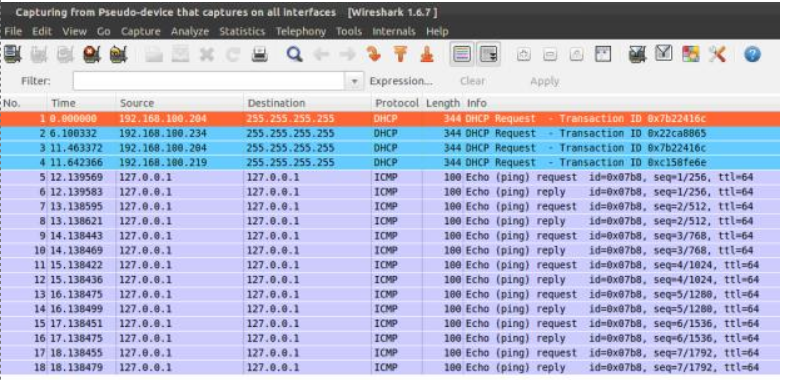 Capturing from Pseudo-device that captures on all interfaces [Wireshark 1.6.7 ]
File Edit View Go Capture Analyze Statistics Telephony Tools Internals Help
Filter: Expression... Clear Apply
No. Time Source Destination Protocol Length Info
1 0.000000 192.168.100.204 255.255.255.255 DHCP 344 DHCP Request - Transaction ID 0x7b22416c
2 6.100332 192.168.100.234 255.255.255.255 DHCP 344 DHCP Request - Transaction ID 0x22ca8865
3 11.463372 192.168.100.204 255.255.255.255 DHCP 344 DHCP Request - Transaction ID 0x7b22416c
4 11.642366 192.168.100.219 255.255.255.255 DHCP 344 DHCP Request - Transaction ID 0xc158fe6e
5 12.139569 127.0.0.1 127.0.0.1 ICMP 100 Echo (ping) request id=0x07b8, seq=1/256, ttl=64
6 12.139583 127.0.0.1 127.0.0.1 ICMP 100 Echo (ping) reply id=0x07b8, seq=1/256, ttl=64
7 13.138595 127.0.0.1 127.0.0.1 ICMP 100 Echo (ping) request id=0x07b8, seq=2/512, ttl=64
8 13.138621 127.0.0.1 127.0.0.1 ICMP 100 Echo (ping) reply id=0x07b8, seq=2/512, ttl=64
9 14.138443 127.0.0.1 127.0.0.1 ICMP 100 Echo (ping) request id=0x07b8, seq=3/768, ttl=64
10 14.138469 127.0.0.1 127.0.0.1 ICMP 100 Echo (ping) reply id=0x07b8, seq=3/768, ttl=64
11 15.138422 127.0.0.1 127.0.0.1 ICMP 100 Echo (ping) request id=0x07b8, seq=4/1024, ttl=64
12 15.138436 127.0.0.1 127.0.0.1 ICMP 100 Echo (ping) reply id=0x07b8, seq=4/1024, ttl=64
13 16.138475 127.0.0.1 127.0.0.1 ICMP 100 Echo (ping) request id=0x07b8, seq=5/1280, ttl=64
14 16.138499 127.0.0.1 127.0.0.1 ICMP 100 Echo (ping) reply id=0x07b8, seq=5/1280, ttl=64
15 17.138451 127.0.0.1 127.0.0.1 ICMP 100 Echo (ping) request id=0x07b8, seq=6/1536, ttl=64
16 17.138475 127.0.0.1 127.0.0.1 ICMP 100 Echo (ping) reply id=0x07b8, seq=6/1536, ttl=64
17 18.138455 127.0.0.1 127.0.0.1 ICMP 100 Echo (ping) request id=0x07b8, seq=7/1792, ttl=64
18 18.138479 127.0.0.1 127.0.0.1 ICMP 100 Echo (ping) reply id=0x07b8, seq=7/1792, ttl=64